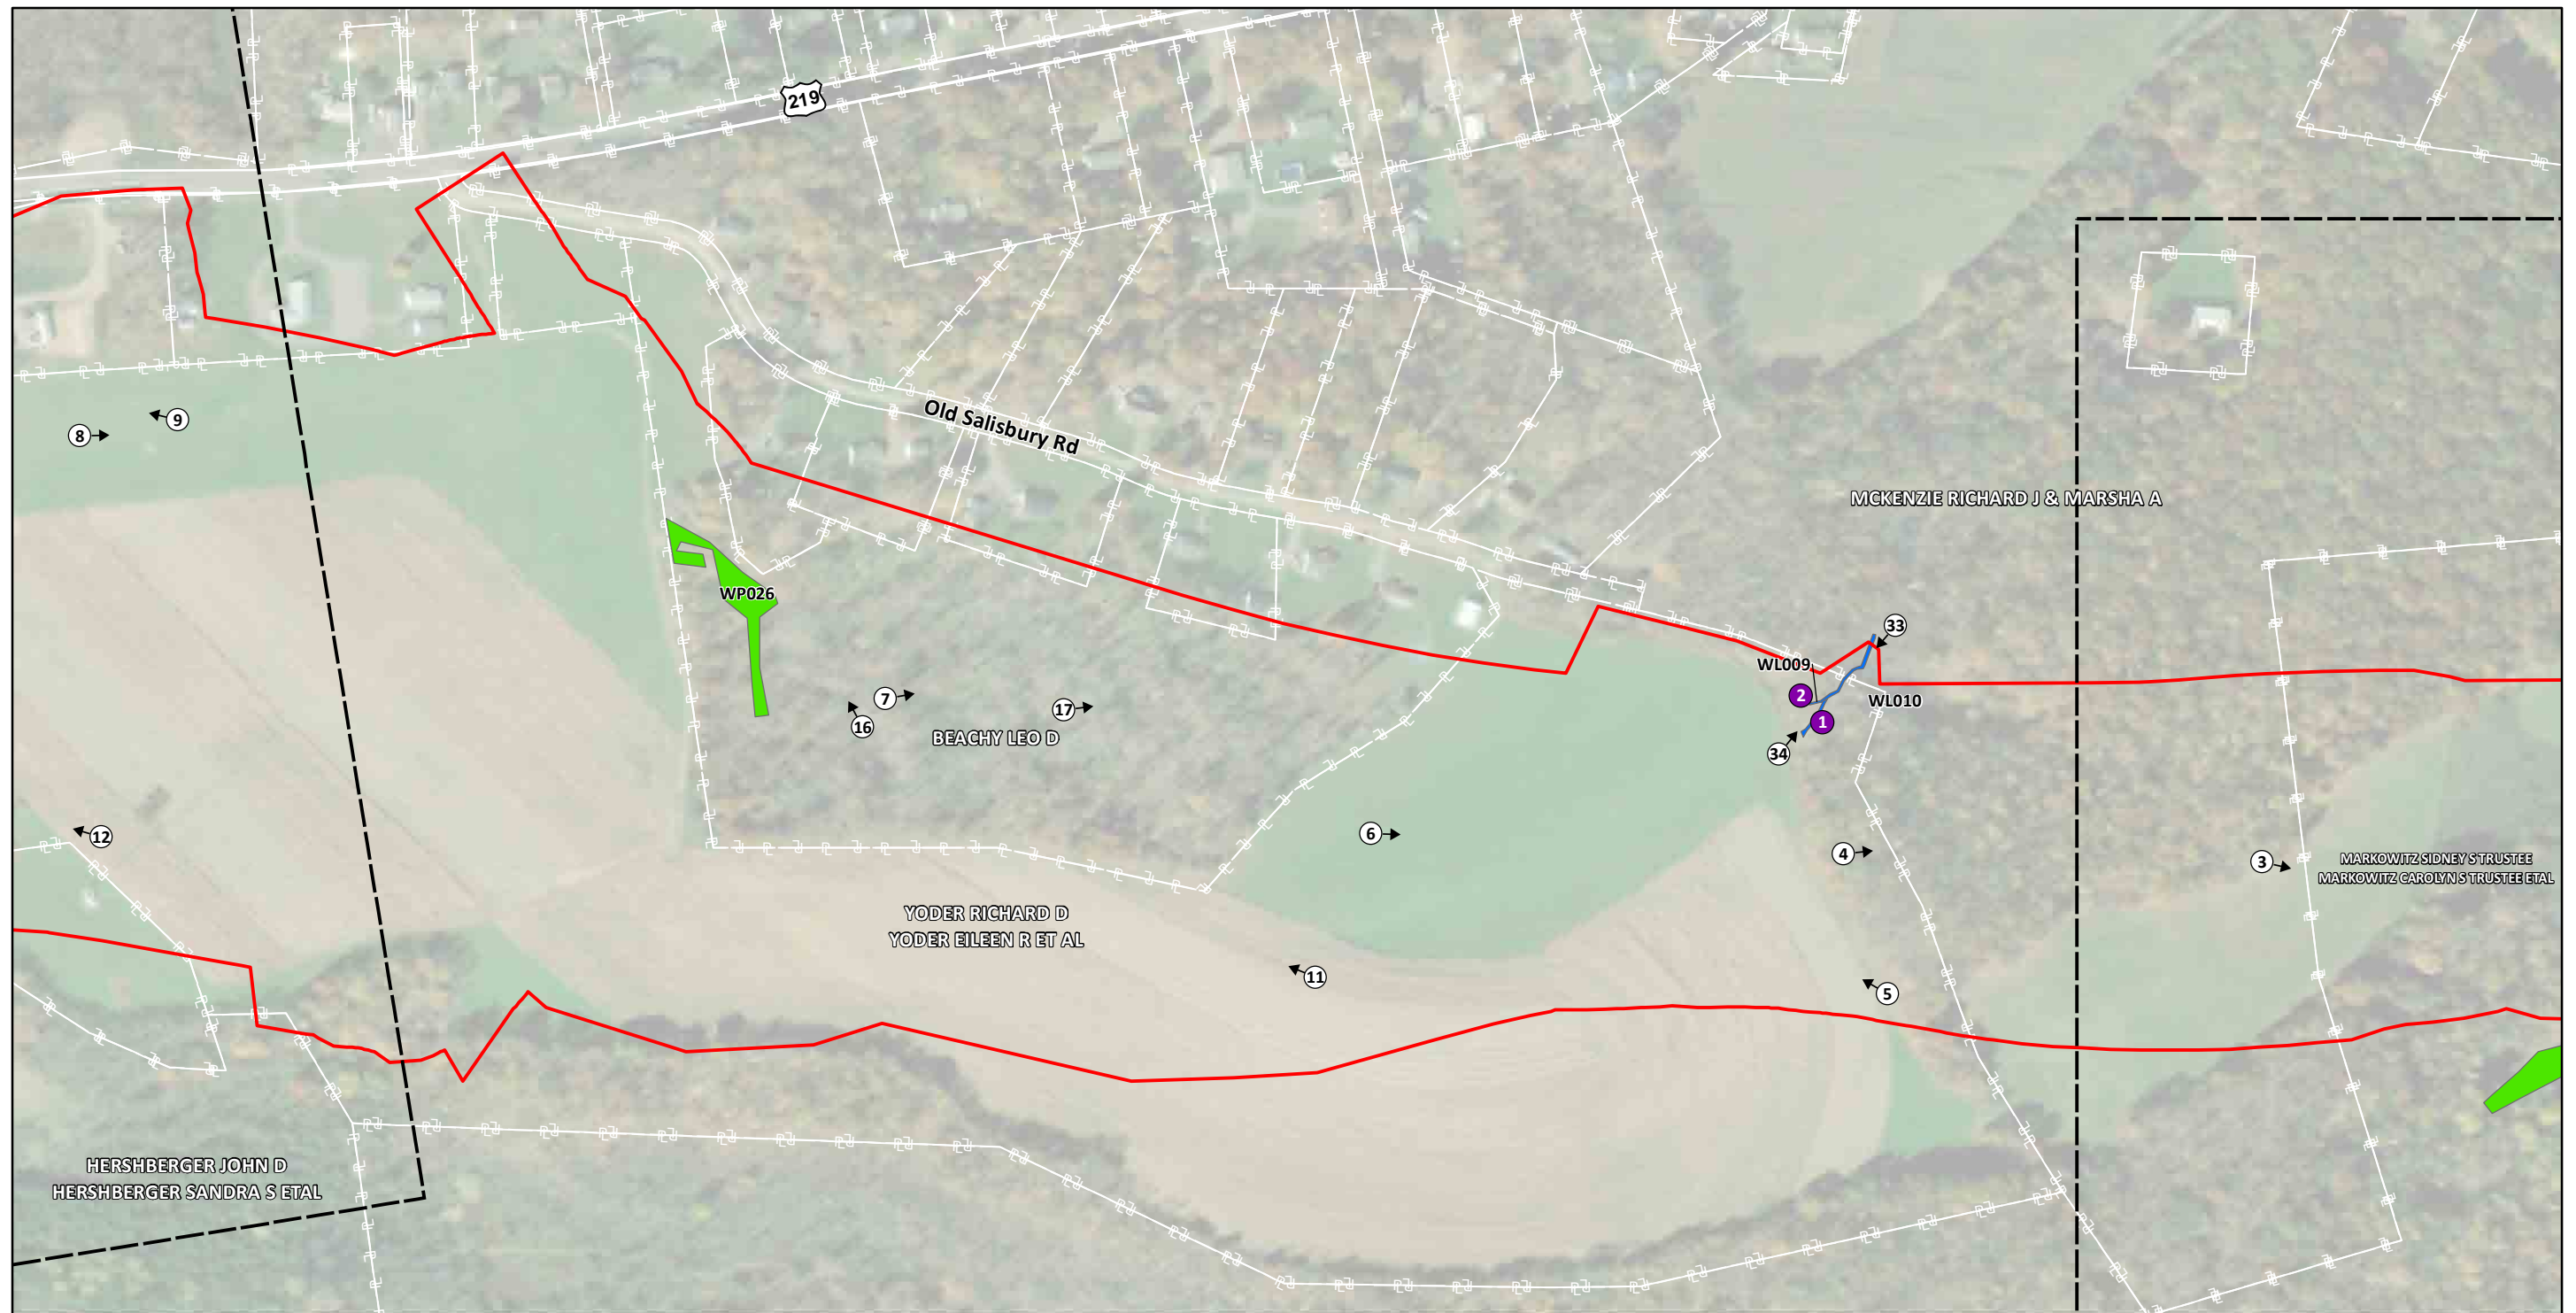 219
Old Salisbury Rd
9
8
MCKENZIE RICHARD J & MARSHA A
WP026
33
WL009
2
WL010
7
17
16
1
BEACHY LEO D
34
12
6
4
3
MARKOWITZ SIDNEY S TRUSTEE
MARKOWITZ CAROLYN S TRUSTEE ETAL
YODER RICHARD D
YODER EILEEN R ET AL
11
5
HERSHBERGER JOHN D
HERSHBERGER SANDRA S ETAL